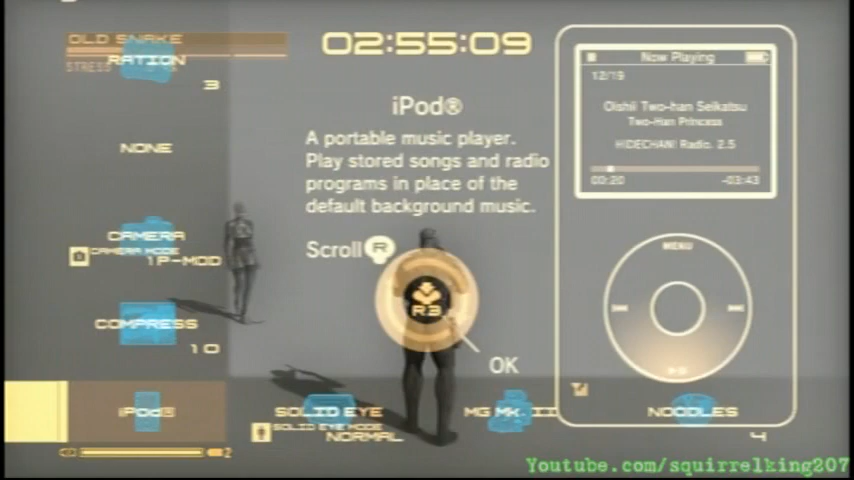 OLD SNAKE
STRESS
RATION
3
NONE
CAMERA
CAMERA MODE
1P-MOD
COMPRESS
10
iPod®
2
02:55:09
iPod®
A portable music player.
Play stored songs and radio
programs in place of the
default background music.
Scroll R
R3
OK
SOLID EYE
SOLID EYE MODE
NORMAL
MG Mk. II
NOODLES
4
Now Playing
12/19
Oishii Two-han Seikatsu
Two-Han Princess
HIDECHAN! Radio. 2.5
00:20
-03:43
MENU
Youtube.com/squirrelking207